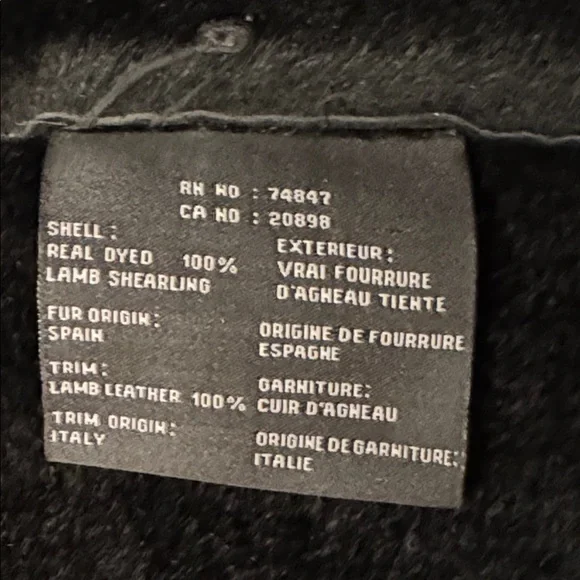 RN NO : 74847
CA NO : 20898
SHELL :
REAL DYED 100%
LAMB SHEARLING
FUR ORIGIN:
SPAIN
TRIM:
LAMB LEATHER 100%
TRIM ORIGIN:
ITALY
EXTERIEUR:
VRAI FOURRURE
D'AGNEAU TIENTE
ORIGINE DE FOURRURE
ESPAGNE
GARNITURE:
CUIR D'AGNEAU
ORIGINE DE GARNITURE:
ITALIE